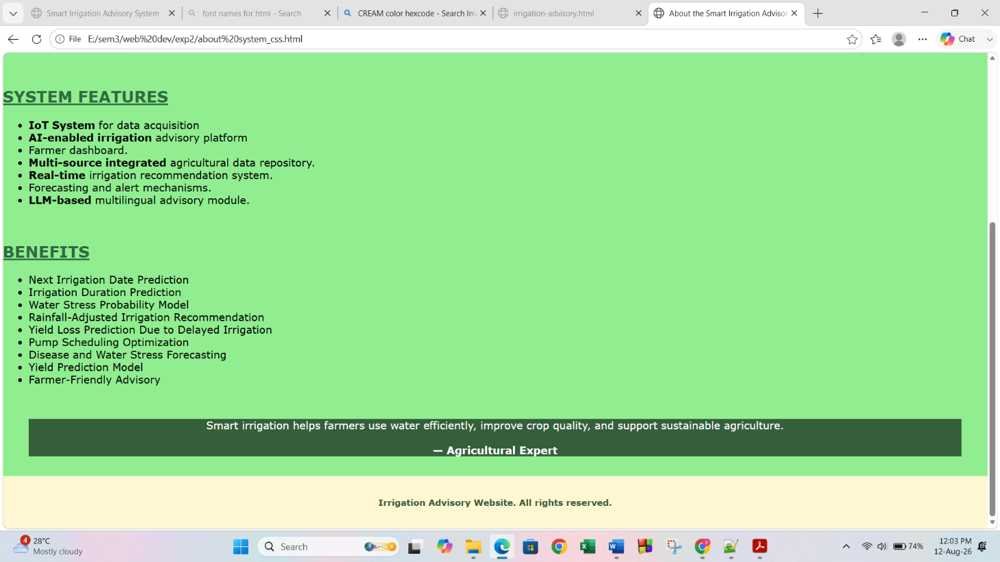 Smart Irrigation Advisory System
font names for html - Search
CREAM color hexcode - Search Im
irrigation-advisory.html
About the Smart Irrigation Adviso
File E:/sem3/web%20dev/exp2/about%20system_css.html
Chat
SYSTEM FEATURES
IoT System for data acquisition
AI-enabled irrigation advisory platform
Farmer dashboard.
Multi-source integrated agricultural data repository.
Real-time irrigation recommendation system.
Forecasting and alert mechanisms.
LLM-based multilingual advisory module.
BENEFITS
Next Irrigation Date Prediction
Irrigation Duration Prediction
Water Stress Probability Model
Rainfall-Adjusted Irrigation Recommendation
Yield Loss Prediction Due to Delayed Irrigation
Pump Scheduling Optimization
Disease and Water Stress Forecasting
Yield Prediction Model
Farmer-Friendly Advisory
Smart irrigation helps farmers use water efficiently, improve crop quality, and support sustainable agriculture.
— Agricultural Expert
Irrigation Advisory Website. All rights reserved.
4
28°C
Mostly cloudy
Search
74%
12:03 PM
12-Aug-26